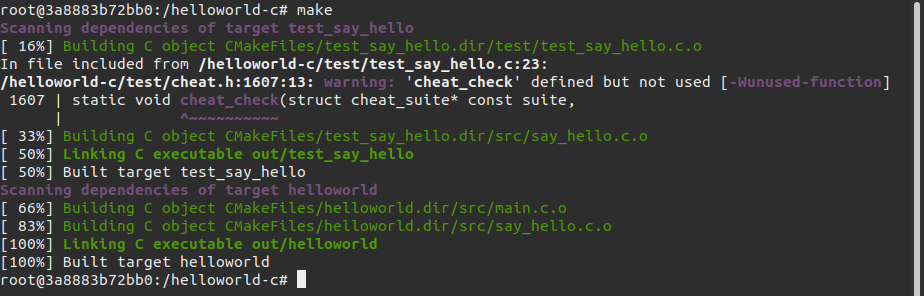 root@3a8883b72bb0:/helloworld-c# make
Scanning dependencies of target test_say_hello
[ 16%] Building C object CMakeFiles/test_say_hello.dir/test/test_say_hello.c.o
In file included from /helloworld-c/test/test_say_hello.c:23:
/helloworld-c/test/cheat.h:1607:13: warning: 'cheat_check' defined but not used [-Wunused-function]
 1607 | static void cheat_check(struct cheat_suite* const suite,
      |             ^~~~~~~~~~~
[ 33%] Building C object CMakeFiles/test_say_hello.dir/src/say_hello.c.o
[ 50%] Linking C executable out/test_say_hello
[ 50%] Built target test_say_hello
Scanning dependencies of target helloworld
[ 66%] Building C object CMakeFiles/helloworld.dir/src/main.c.o
[ 83%] Building C object CMakeFiles/helloworld.dir/src/say_hello.c.o
[100%] Linking C executable out/helloworld
[100%] Built target helloworld
root@3a8883b72bb0:/helloworld-c#